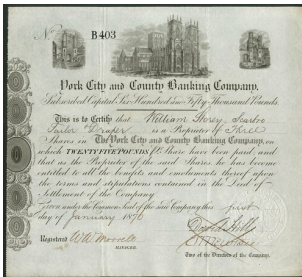 No B403
York City and County Banking Company.
Subscribed Capital Six Hundred and Fifty Thousand Pounds.
This is to Certify that William Storey,
Tailor Draper is a Proprietor of Three
Shares in The York City and County Banking Company, on
which TWENTY FIVE POUNDS per Share have been paid, and
that as the Proprietor of the said Shares he has become
entitled to all the benefits and emoluments thereof upon
the terms and stipulations contained in the Deed of
Settlement of the Company.
Given under the Common Seal of the said Company this first
day of January 187
Registered
MANAGER.
Two of the Directors of the Company.